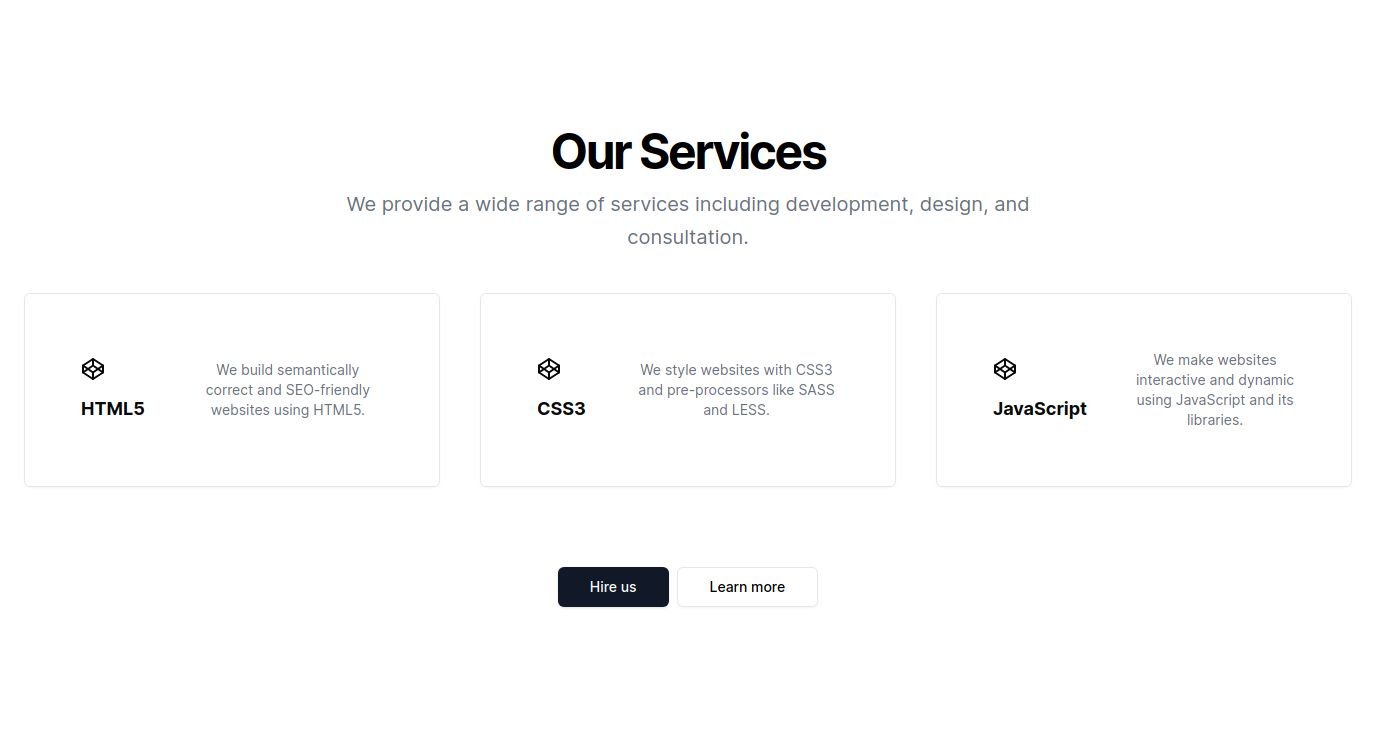 Our Services
We provide a wide range of services including development, design, and
consultation.
HTML5
We build semantically
correct and SEO-friendly
websites using HTML5.
CSS3
We style websites with CSS3
and pre-processors like SASS
and LESS.
JavaScript
We make websites
interactive and dynamic
using JavaScript and its
libraries.
Hire us
Learn more